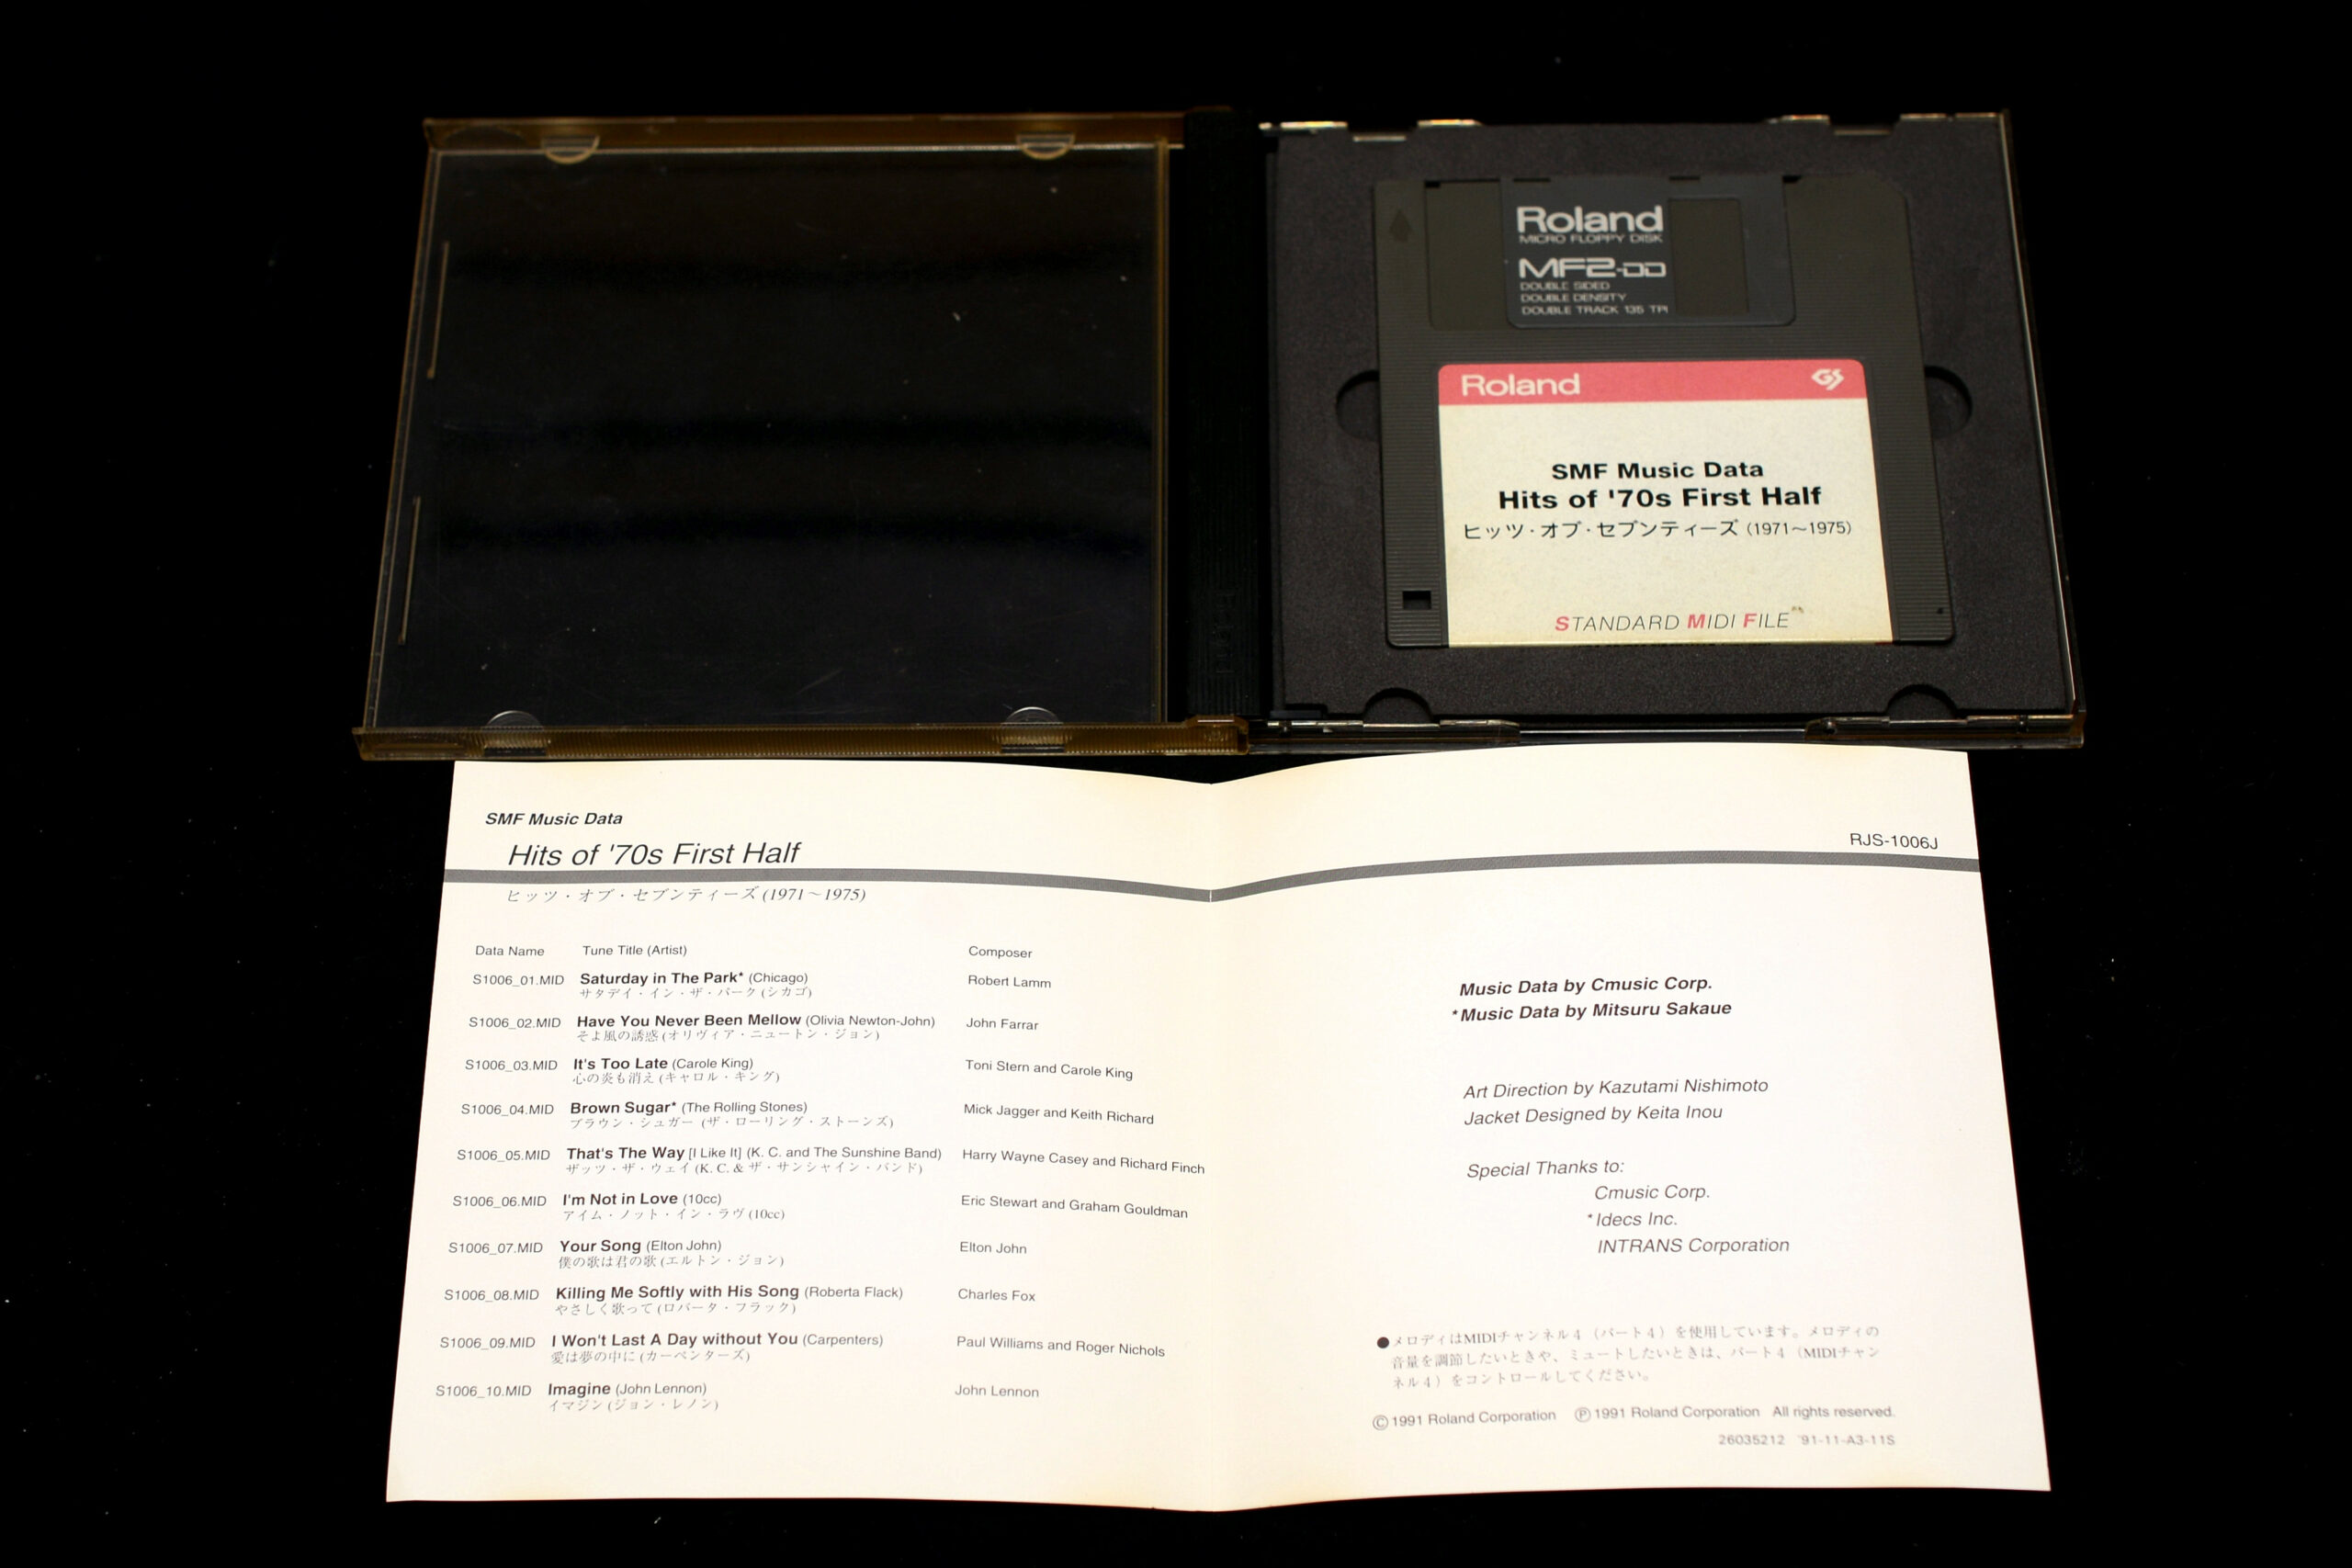 Roland
MICRO FLOPPY DISK
MF2-DD
DOUBLE SIDED
DOUBLE DENSITY
DOUBLE TRACK 135 TPI
Roland GS
SMF Music Data
Hits of '70s First Half
ヒッツ・オブ・セブンティーズ (1971〜1975)
STANDARD MIDI FILE
SMF Music Data
Hits of '70s First Half
ヒッツ・オブ・セブンティーズ (1971〜1975)
Data Name Tune Title (Artist) Composer
S1006_01.MID Saturday in The Park* (Chicago) Robert Lamm
サタデイ・イン・ザ・パーク (シカゴ)
S1006_02.MID Have You Never Been Mellow (Olivia Newton-John) John Farrar
そよ風の誘惑 (オリヴィア・ニュートン・ジョン)
S1006_03.MID It's Too Late (Carole King) Toni Stern and Carole King
心の炎も消え (キャロル・キング)
S1006_04.MID Brown Sugar* (The Rolling Stones) Mick Jagger and Keith Richard
ブラウン・シュガー (ザ・ローリング・ストーンズ)
S1006_05.MID That's The Way [I Like It] (K. C. and The Sunshine Band) Harry Wayne Casey and Richard Finch
ザッツ・ザ・ウェイ (K. C. & ザ・サンシャイン・バンド)
S1006_06.MID I'm Not in Love (10cc) Eric Stewart and Graham Gouldman
アイム・ノット・イン・ラヴ (10cc)
S1006_07.MID Your Song (Elton John) Elton John
僕の歌は君の歌 (エルトン・ジョン)
S1006_08.MID Killing Me Softly with His Song (Roberta Flack) Charles Fox
やさしく歌って (ロバータ・フラック)
S1006_09.MID I Won't Last A Day without You (Carpenters) Paul Williams and Roger Nichols
愛は夢の中に (カーペンターズ)
S1006_10.MID Imagine (John Lennon) John Lennon
イマジン (ジョン・レノン)
RJS-1006J
Music Data by Cmusic Corp.
*Music Data by Mitsuru Sakaue
Art Direction by Kazutami Nishimoto
Jacket Designed by Keita Inou
Special Thanks to:
Cmusic Corp.
*Idecs Inc.
INTRANS Corporation
●メロディはMIDIチャンネル4（パート4）を使用しています。メロディの
音量を調節したいときや、ミュートしたいときは、パート4（MIDIチャン
ネル4）をコントロールしてください。
Ⓒ1991 Roland Corporation Ⓟ1991 Roland Corporation All rights reserved.
26035212 '91-11-A3-11S